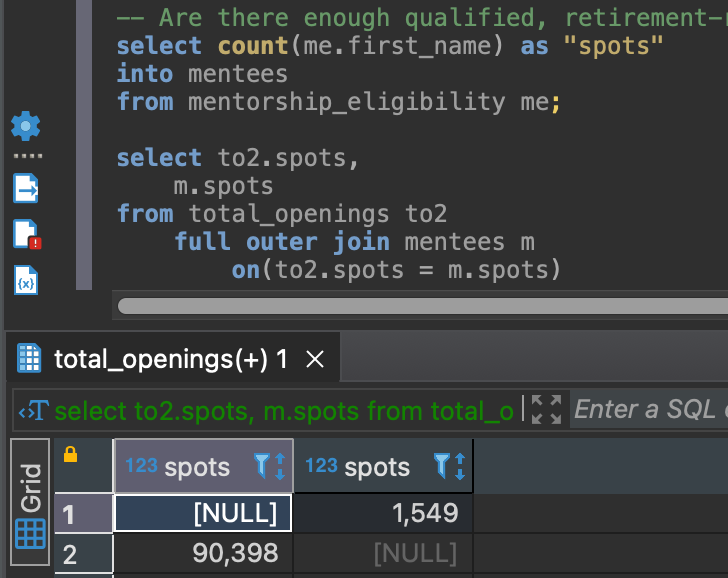 -- Are there enough qualified, retirement-
select count(me.first_name) as "spots"
into mentees
from mentorship_eligibility me;
select to2.spots,
m.spots
from total_openings to2
full outer join mentees m
on(to2.spots = m.spots)
total_openings(+) 1
select to2.spots, m.spots from total_o
Enter a SQL
Grid
123 spots
123 spots
1
[NULL]
1,549
2
90,398
[NULL]